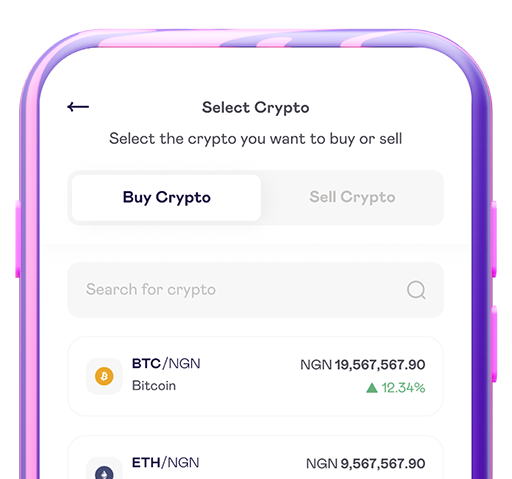 Select Crypto
Select the crypto you want to buy or sell
Buy Crypto Sell Crypto
Search for crypto
BTC/NGN NGN 19,567,567.90
Bitcoin ▲ 12.34%
ETH/NGN NGN 9,567,567.90